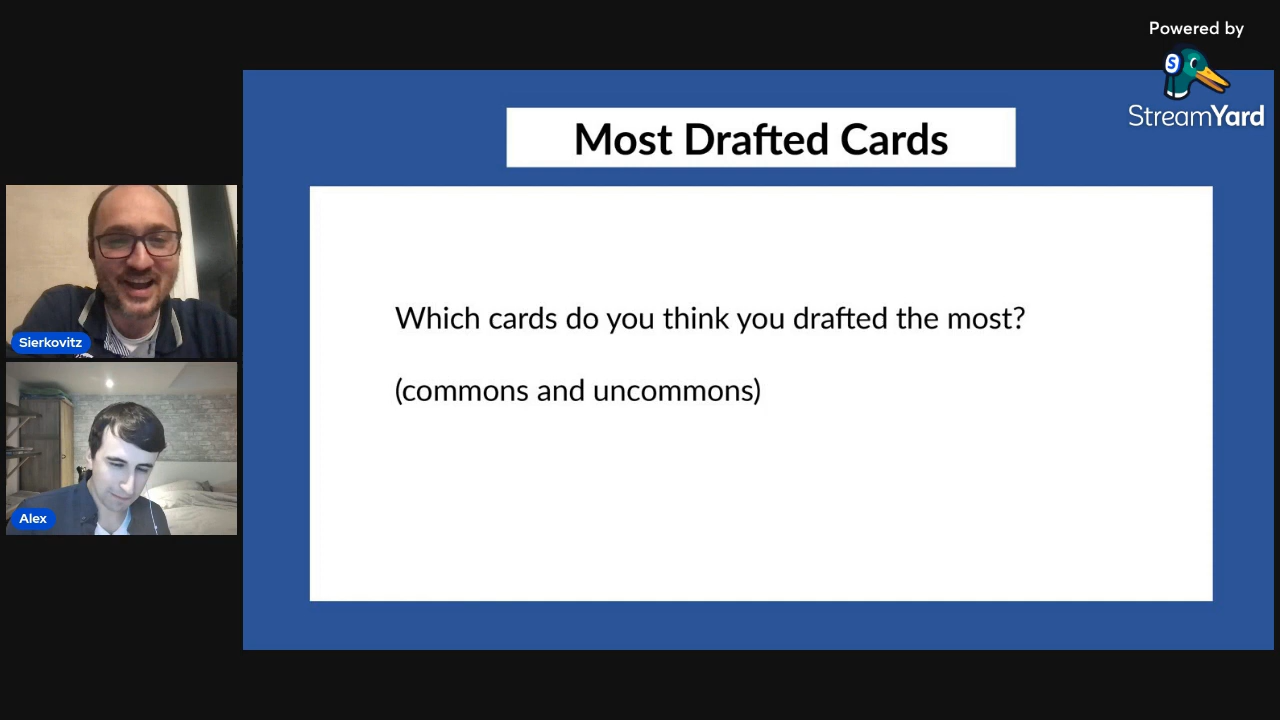 Powered by
S
StreamYard
Most Drafted Cards
Which cards do you think you drafted the most?
(commons and uncommons)
Sierkovitz
Alex